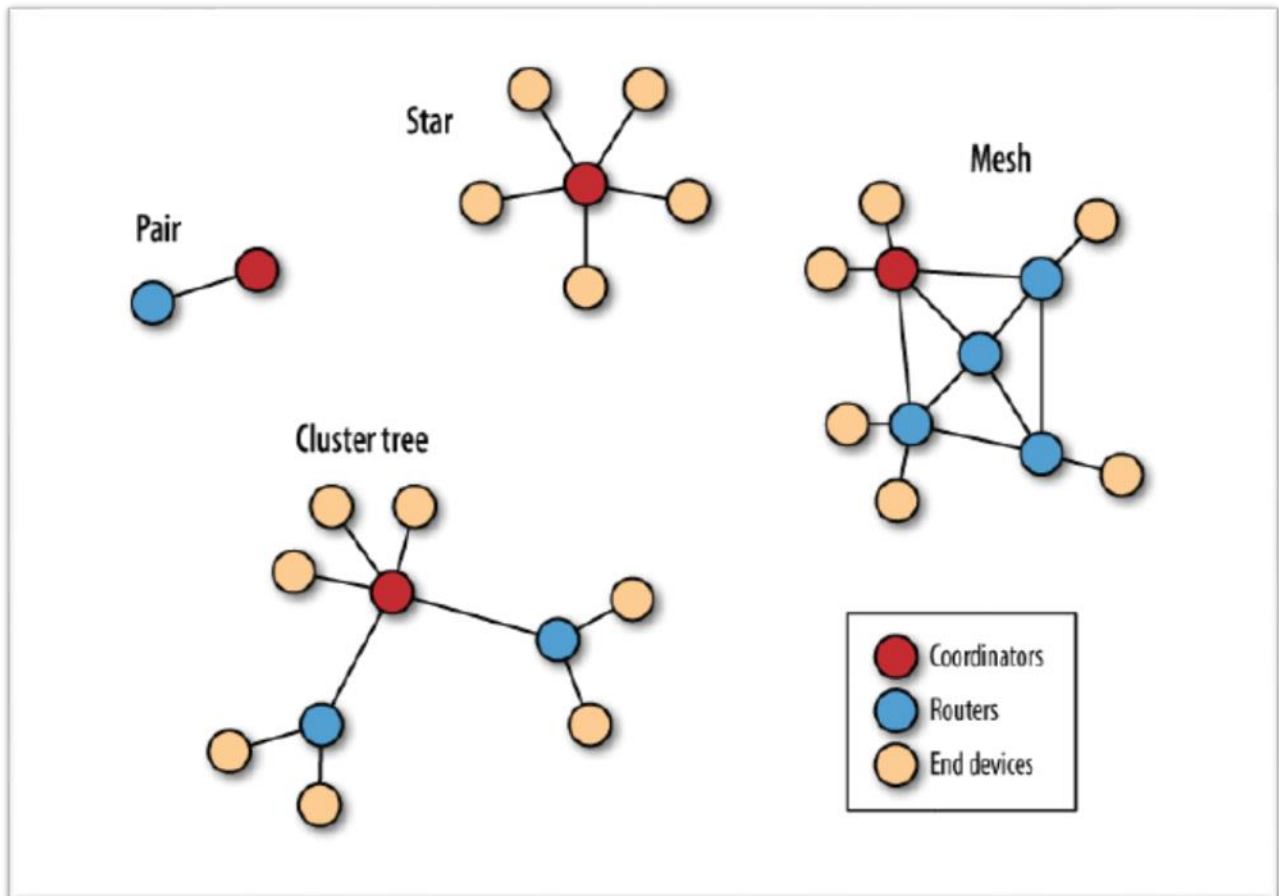 Star
Mesh
Pair
Cluster tree
Coordinators
Routers
End devices